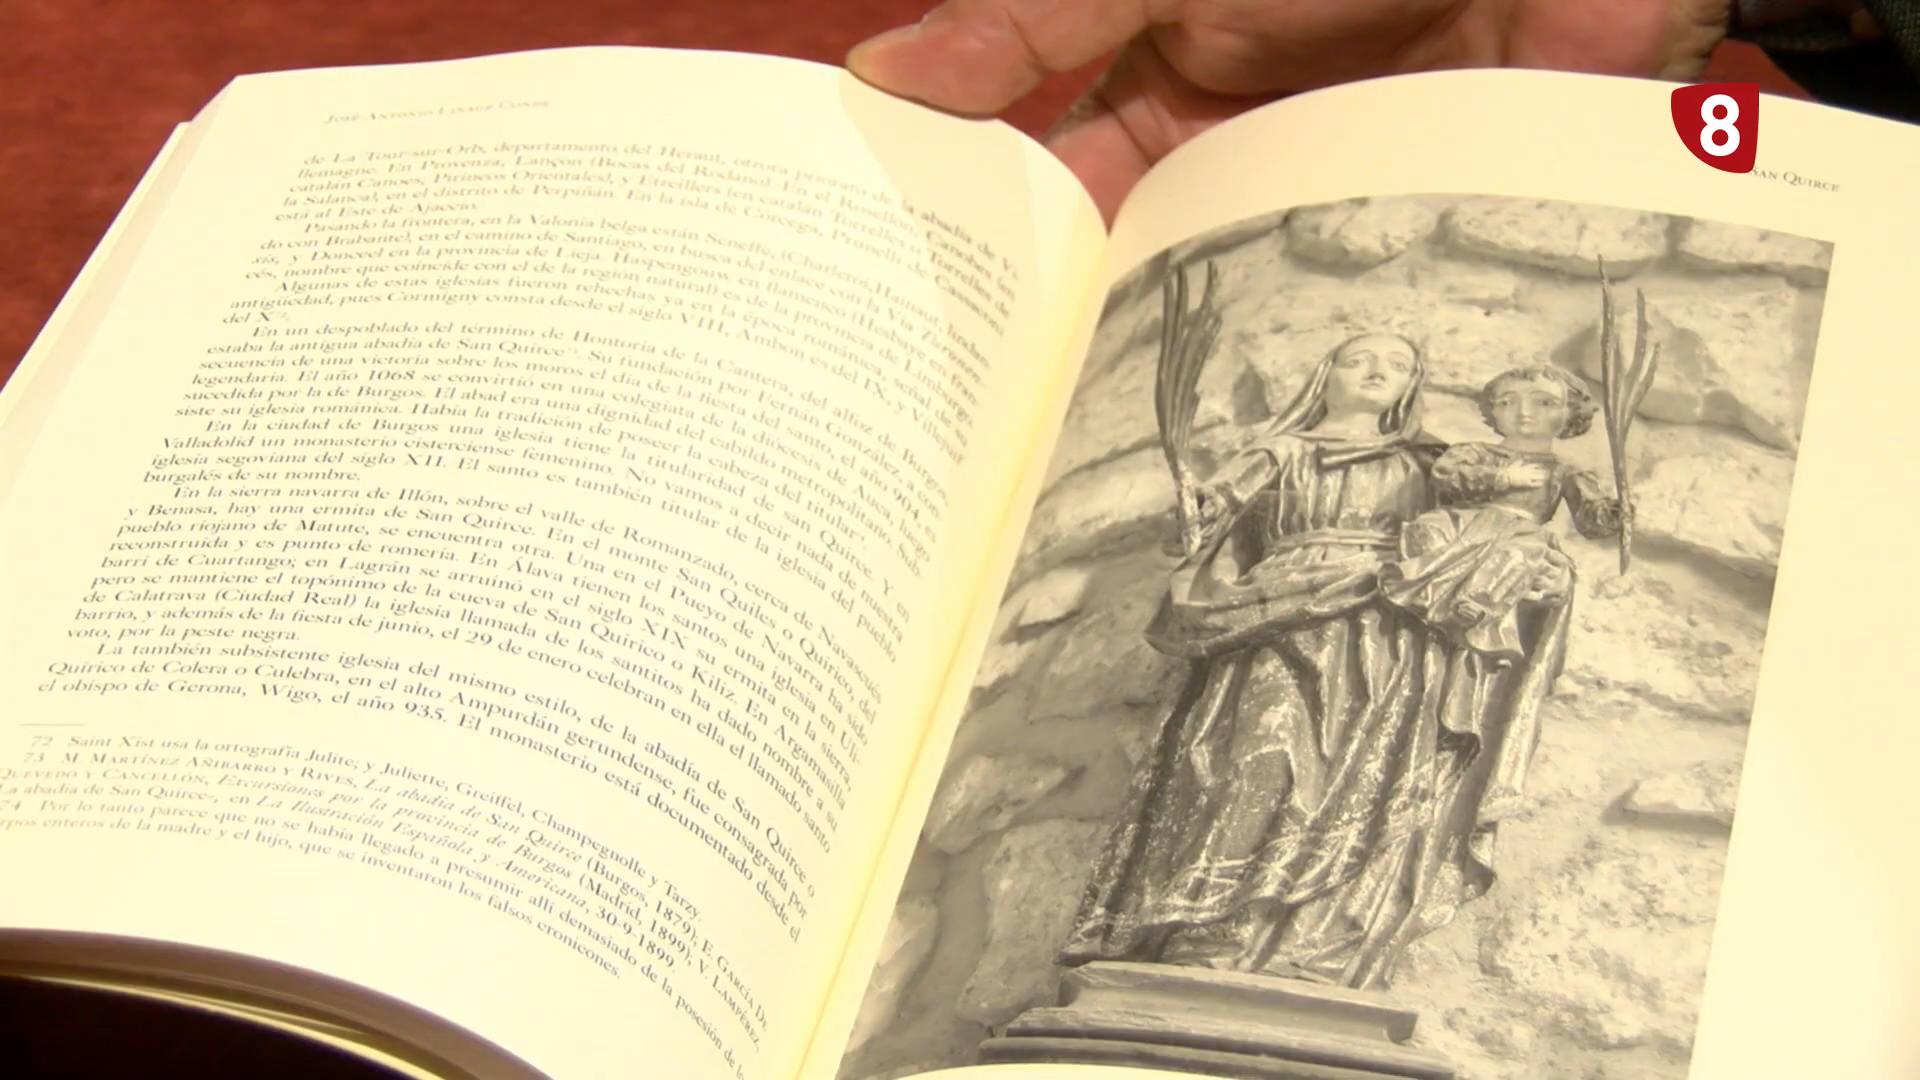 José-Antonio Linage Conde
de La Tour-sur-Orb, departamento del Heraut, otrora priorato de la abadía de Vi-
llemagne. En Provenza, Lançon (Bocas del Ródano). En el Rosellón, Canohes (en
catalán Canoes, Pirineos Orientales), y Etreillers (en catalán Torrelles o Torrelles de
la Salanca), en el distrito de Perpiñán. En la isla de Córcega, Prunelli di Casacconi
está al Este de Ajaccio.
Pasando la frontera, en la Valonia belga están Seneffe, (Charleroi, Hainaut, lindan-
do con Brabante), en el camino de Santiago, en busca del enlace con la Via
y Donceel en la provincia de Lieja. Haspengouw en flamenco (Hesbaye en fran-
cés, nombre que coincide con el de la región natural) es de la provincia de Limburgo.
Algunas de estas iglesias fueron rehechas ya en la época románica, señal de su
antigüedad, pues Cormigny consta desde el siglo VIII, Ambon es del IX, y Villepair
del X
En un despoblado del término de Hontoria de la Cantera, del alfoz de Burgos,
estaba la antigua abadía de San Quirce. Su fundación por Fernán González, a con-
secuencia de una victoria sobre los moros el día de la fiesta del santo, el año 904, es
legendaria. El año 1068 se convirtió en una colegiata de la diócesis de Auca, luego
sucedida por la de Burgos. El abad era una dignidad del cabildo metropolitano. Sub-
siste su iglesia románica. Había la tradición de poseer la cabeza del titular.
En la ciudad de Burgos una iglesia tiene la titularidad de san Quirce. Y en
Valladolid un monasterio cisterciense femenino. No vamos a decir nada de nuestra
iglesia segoviana del siglo XII. El santo es también titular de la iglesia del pueblo
burgalés de su nombre.
En la sierra navarra de Illón, sobre el valle de Romanzado, cerca de Navascués
y Benasa, hay una ermita de San Quirce. En el monte San Quiles o Quirico, del
pueblo riojano de Matute, se encuentra otra. Una en el Pueyo de Navarra ha sido
reconstruida y es punto de romería. En Álava tienen los santos una iglesia en Uli-
barri de Cuartango; en Lagrán se arruinó en el siglo XIX su ermita en la sierra,
pero se mantiene el topónimo de la cueva de San Quirico o Kiliz. En Argamasilla
de Calatrava (Ciudad Real) la iglesia llamada de los santitos ha dado nombre a su
barrio, y además de la fiesta de junio, el 29 de enero celebran en ella el llamado santo
voto, por la peste negra.
La también subsistente iglesia del mismo estilo, de la abadía de San Quirce o
Quirico de Colera o Culebra, en el alto Ampurdán gerundense, fue consagrada por
el obispo de Gerona, Wigo, el año 935. El monasterio está documentado desde el
72 Saint Xist usa la ortografía Julite; y Juliette, Greiffel, Champegnolle y Tarzy.
73 M. Martínez Añibarro y Rives, La abadía de San Quirce (Burgos, 1879); E. García De
Quevedo y Cancellón, Excursiones por la provincia de Burgos (Madrid, 1899); V. Lampérez,
La abadía de San Quirce», en La Ilustración Española y Americana, 30-9-1899.
74 Por lo tanto parece que no se había llegado a presumir allí demasiado de la posesión de lo
rpos enteros de la madre y el hijo, que se inventaron los falsos cronicones.
8
San Quirce